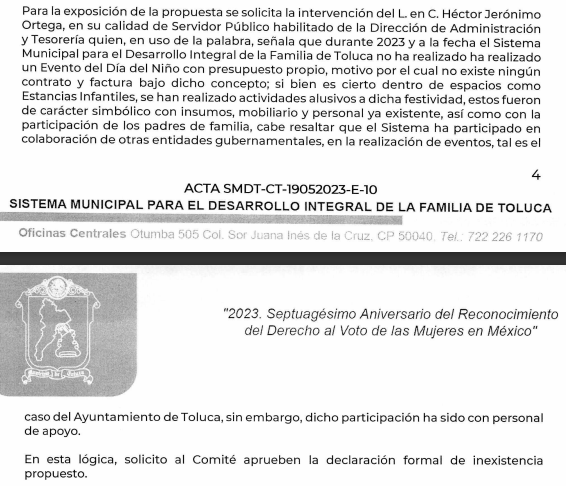 Para la exposición de la propuesta se solicita la intervención del L. en C. Héctor Jerónimo
Ortega, en su calidad de Servidor Público habilitado de la Dirección de Administración
y Tesorería quien, en uso de la palabra, señala que durante 2023 y a la fecha el Sistema
Municipal para el Desarrollo Integral de la Familia de Toluca no ha realizado ha realizado
un Evento del Día del Niño con presupuesto propio, motivo por el cual no existe ningún
contrato y factura bajo dicho concepto; si bien es cierto dentro de espacios como
Estancias Infantiles, se han realizado actividades alusivos a dicha festividad, estos fueron
de carácter simbólico con insumos, mobiliario y personal ya existente, así como con la
participación de los padres de familia, cabe resaltar que el Sistema ha participado en
colaboración de otras entidades gubernamentales, en la realización de eventos, tal es el
4
ACTA SMDT-CT-19052023-E-10
SISTEMA MUNICIPAL PARA EL DESARROLLO INTEGRAL DE LA FAMILIA DE TOLUCA
Oficinas Centrales Otumba 505 Col. Sor Juana Inés de la Cruz, CP 50040. Tel.: 722 226 1170
"2023. Septuagésimo Aniversario del Reconocimiento
del Derecho al Voto de las Mujeres en México"
caso del Ayuntamiento de Toluca, sin embargo, dicho participación ha sido con personal
de apoyo.
En esta lógica, solicito al Comité aprueben la declaración formal de inexistencia
propuesto.